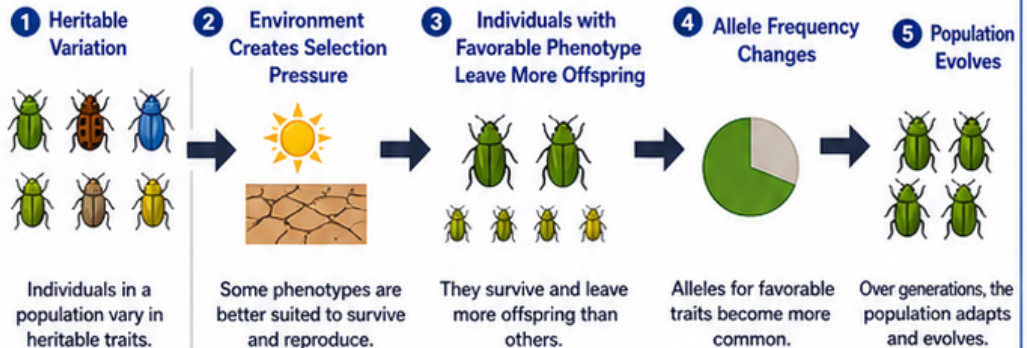 1 Heritable
Variation
2 Environment
Creates Selection
Pressure
3 Individuals with
Favorable Phenotype
Leave More Offspring
4 Allele Frequency
Changes
5 Population
Evolves
Individuals in a
population vary in
heritable traits.
Some phenotypes are
better suited to survive
and reproduce.
They survive and leave
more offspring than
others.
Alleles for favorable
traits become more
common.
Over generations, the
population adapts
and evolves.